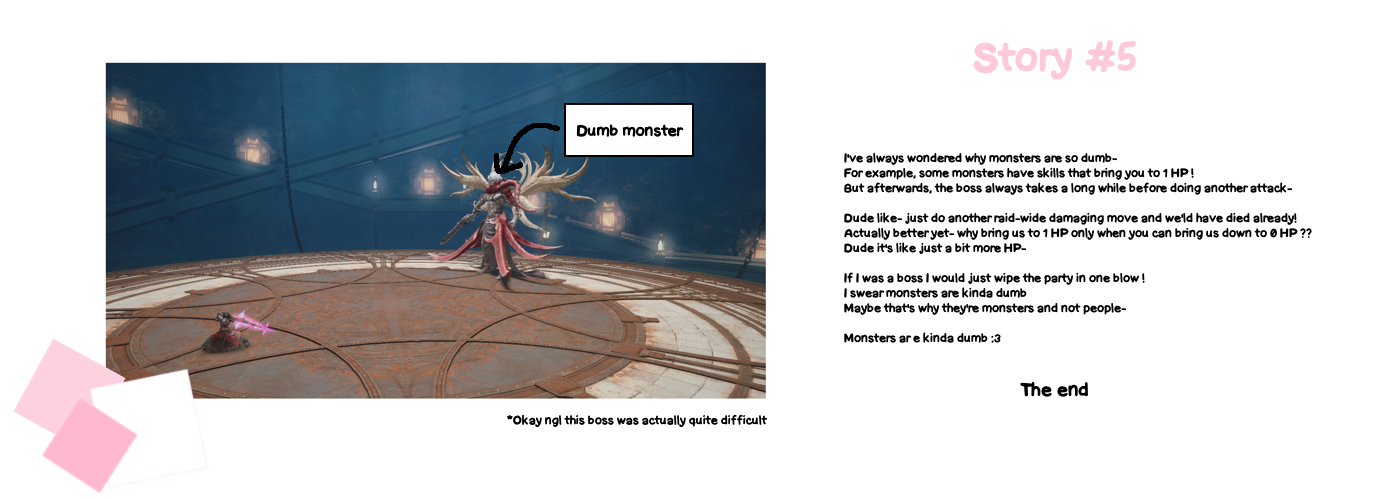 Story #5
Dumb monster
I've always wondered why monsters are so dumb-
For example, some monsters have skills that bring you to 1 HP !
But afterwards, the boss always takes a long while before doing another attack-
Dude like- just do another raid-wide damaging move and we'ld have died already!
Actually better yet- why bring us to 1 HP only when you can bring us down to 0 HP ??
Dude it's like just a bit more HP-
If I was a boss I would just wipe the party in one blow !
I swear monsters are kinda dumb
Maybe that's why they're monsters and not people-
Monsters are kinda dumb :3
The end
*Okay ngl this boss was actually quite difficult